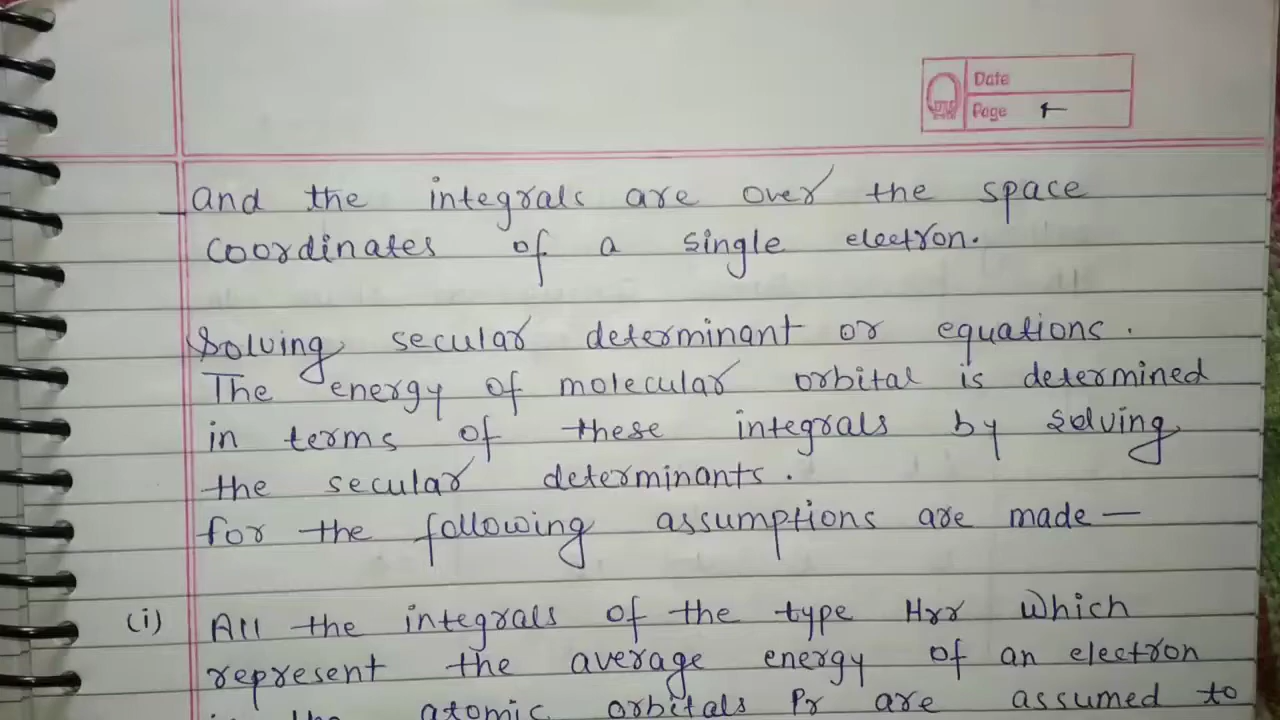 Date
Page
and the integrals are over the space
coordinates of a single electron.
Solving secular determinant or equations.
The energy of molecular orbital is determined
in terms of these integrals by solving
the secular determinants.
for the following assumptions are made —
(i) All the integrals of the type Hrr which
represent the average energy of an electron
in the atomic orbitals Pr are assumed to